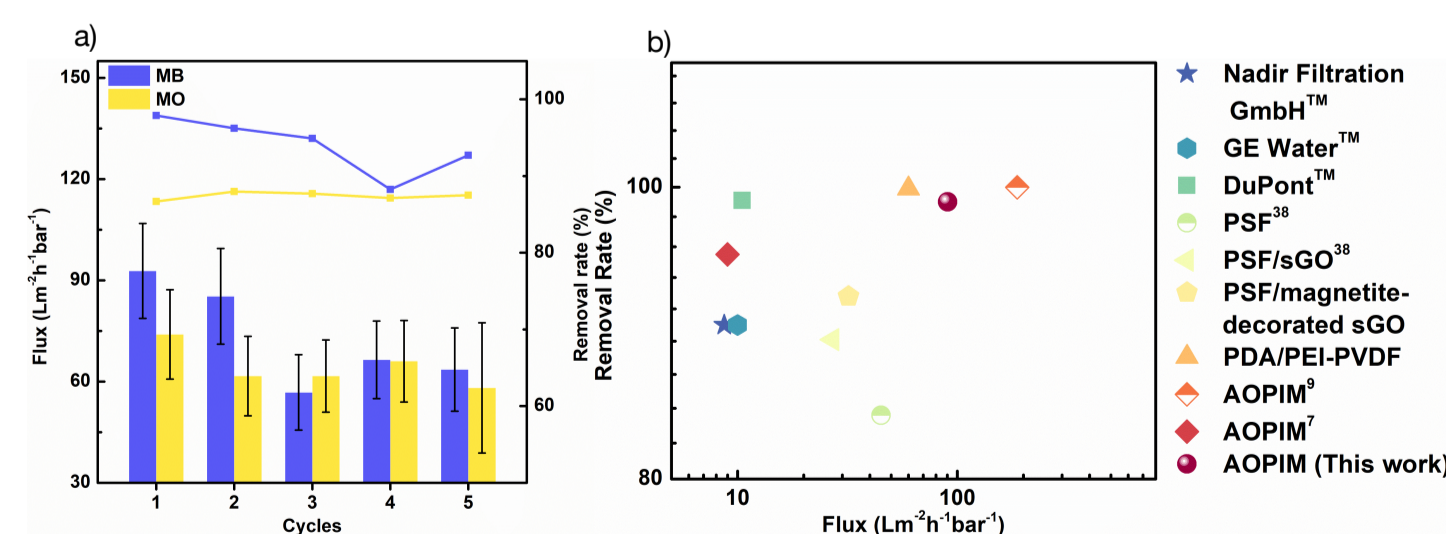 a)
150
120
90
60
30
Flux (Lm⁻²h⁻¹bar⁻¹)
MB
MO
100
80
60
Removal rate (%)
1 2 3 4 5
Cycles
b)
100
80
Removal Rate (%)
10 100
Flux (Lm⁻²h⁻¹bar⁻¹)
Nadir Filtration
GmbH™
GE Water™
DuPont™
PSF³⁸
PSF/sGO³⁸
PSF/magnetite-
decorated sGO
PDA/PEI-PVDF
AOPIM⁹
AOPIM⁷
AOPIM (This work)